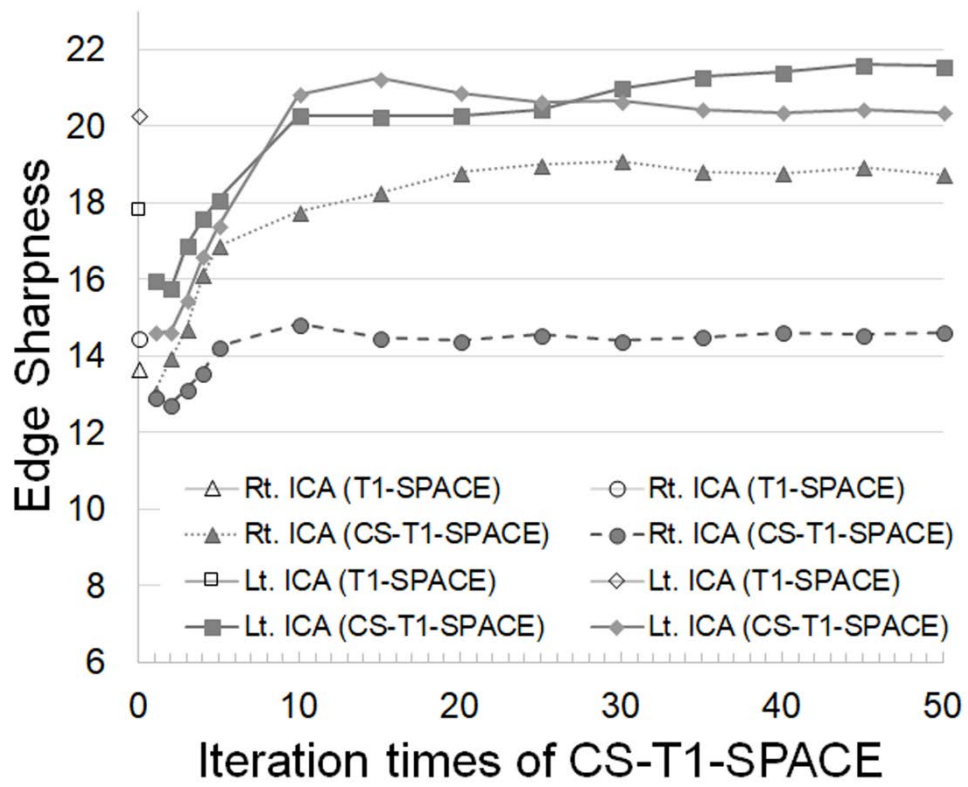 Edge Sharpness
22
20
18
16
14
12
10
8
6
Rt. ICA (T1-SPACE) Rt. ICA (T1-SPACE)
Rt. ICA (CS-T1-SPACE) Rt. ICA (CS-T1-SPACE)
Lt. ICA (T1-SPACE) Lt. ICA (T1-SPACE)
Lt. ICA (CS-T1-SPACE) Lt. ICA (CS-T1-SPACE)
0 10 20 30 40 50
Iteration times of CS-T1-SPACE